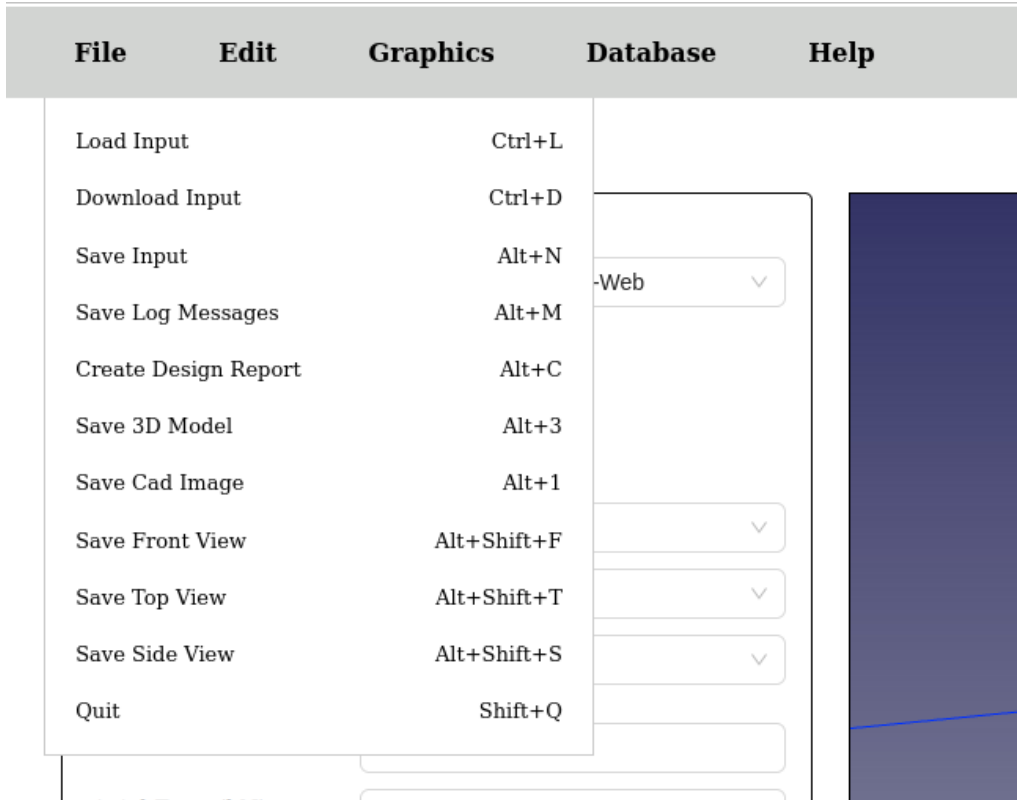 File Edit Graphics Database Help
Load Input Ctrl+L
Download Input Ctrl+D
Save Input Alt+N
-Web
Save Log Messages Alt+M
Create Design Report Alt+C
Save 3D Model Alt+3
Save Cad Image Alt+1
Save Front View Alt+Shift+F
Save Top View Alt+Shift+T
Save Side View Alt+Shift+S
Quit Shift+Q